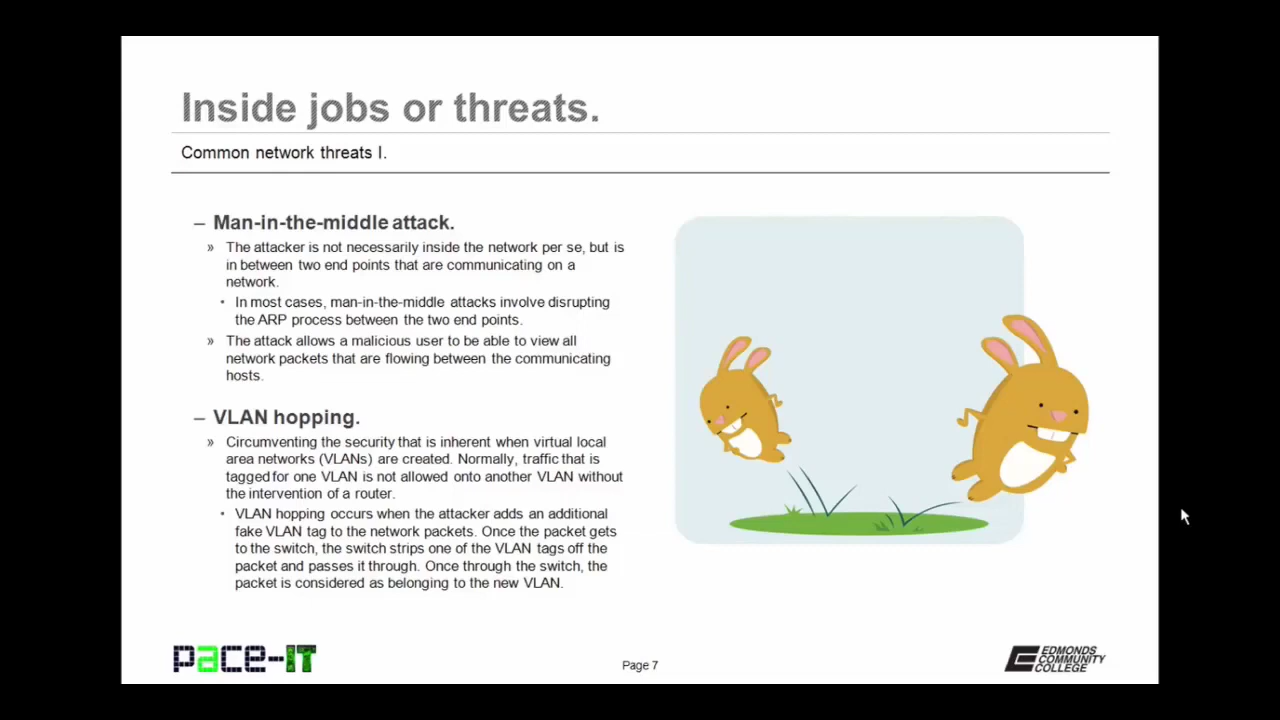 Inside jobs or threats.
Common network threats I.
– Man-in-the-middle attack.
» The attacker is not necessarily inside the network per se, but is
in between two end points that are communicating on a
network.
• In most cases, man-in-the-middle attacks involve disrupting
the ARP process between the two end points.
» The attack allows a malicious user to be able to view all
network packets that are flowing between the communicating
hosts.
– VLAN hopping.
» Circumventing the security that is inherent when virtual local
area networks (VLANs) are created. Normally, traffic that is
tagged for one VLAN is not allowed onto another VLAN without
the intervention of a router.
• VLAN hopping occurs when the attacker adds an additional
fake VLAN tag to the network packets. Once the packet gets
to the switch, the switch strips one of the VLAN tags off the
packet and passes it through. Once through the switch, the
packet is considered as belonging to the new VLAN.
pace-IT
Page 7
EDMONDS
COMMUNITY
COLLEGE